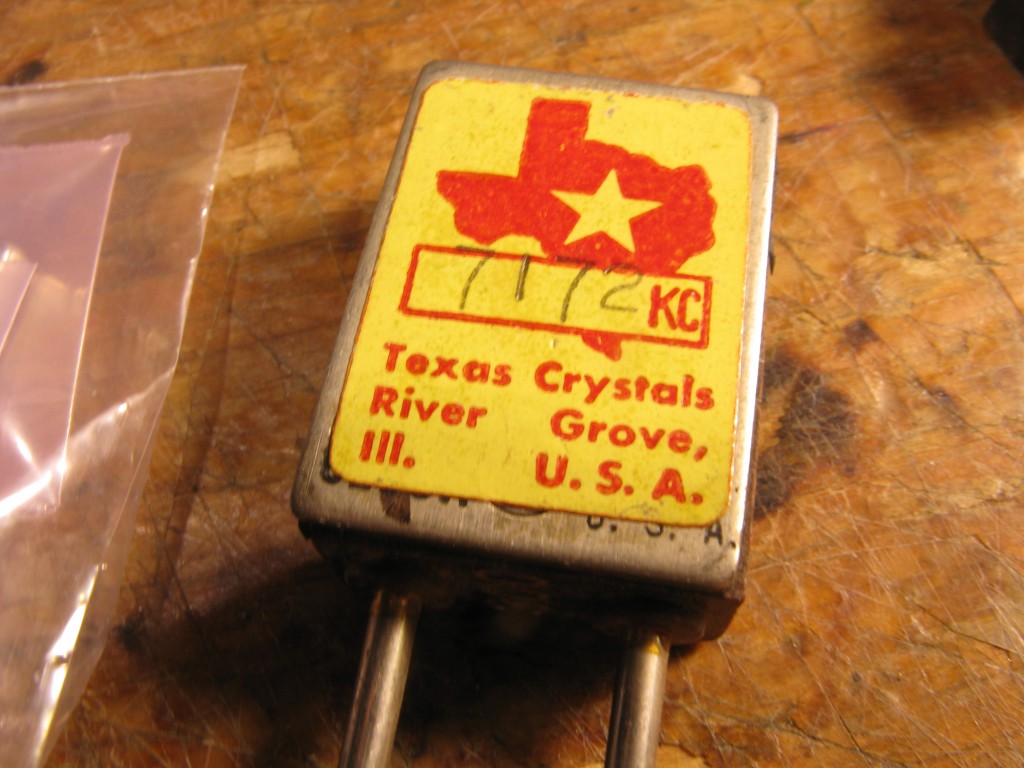 7172 KC
Texas Crystals
River Grove,
Ill. U. S. A.
U. S. A.